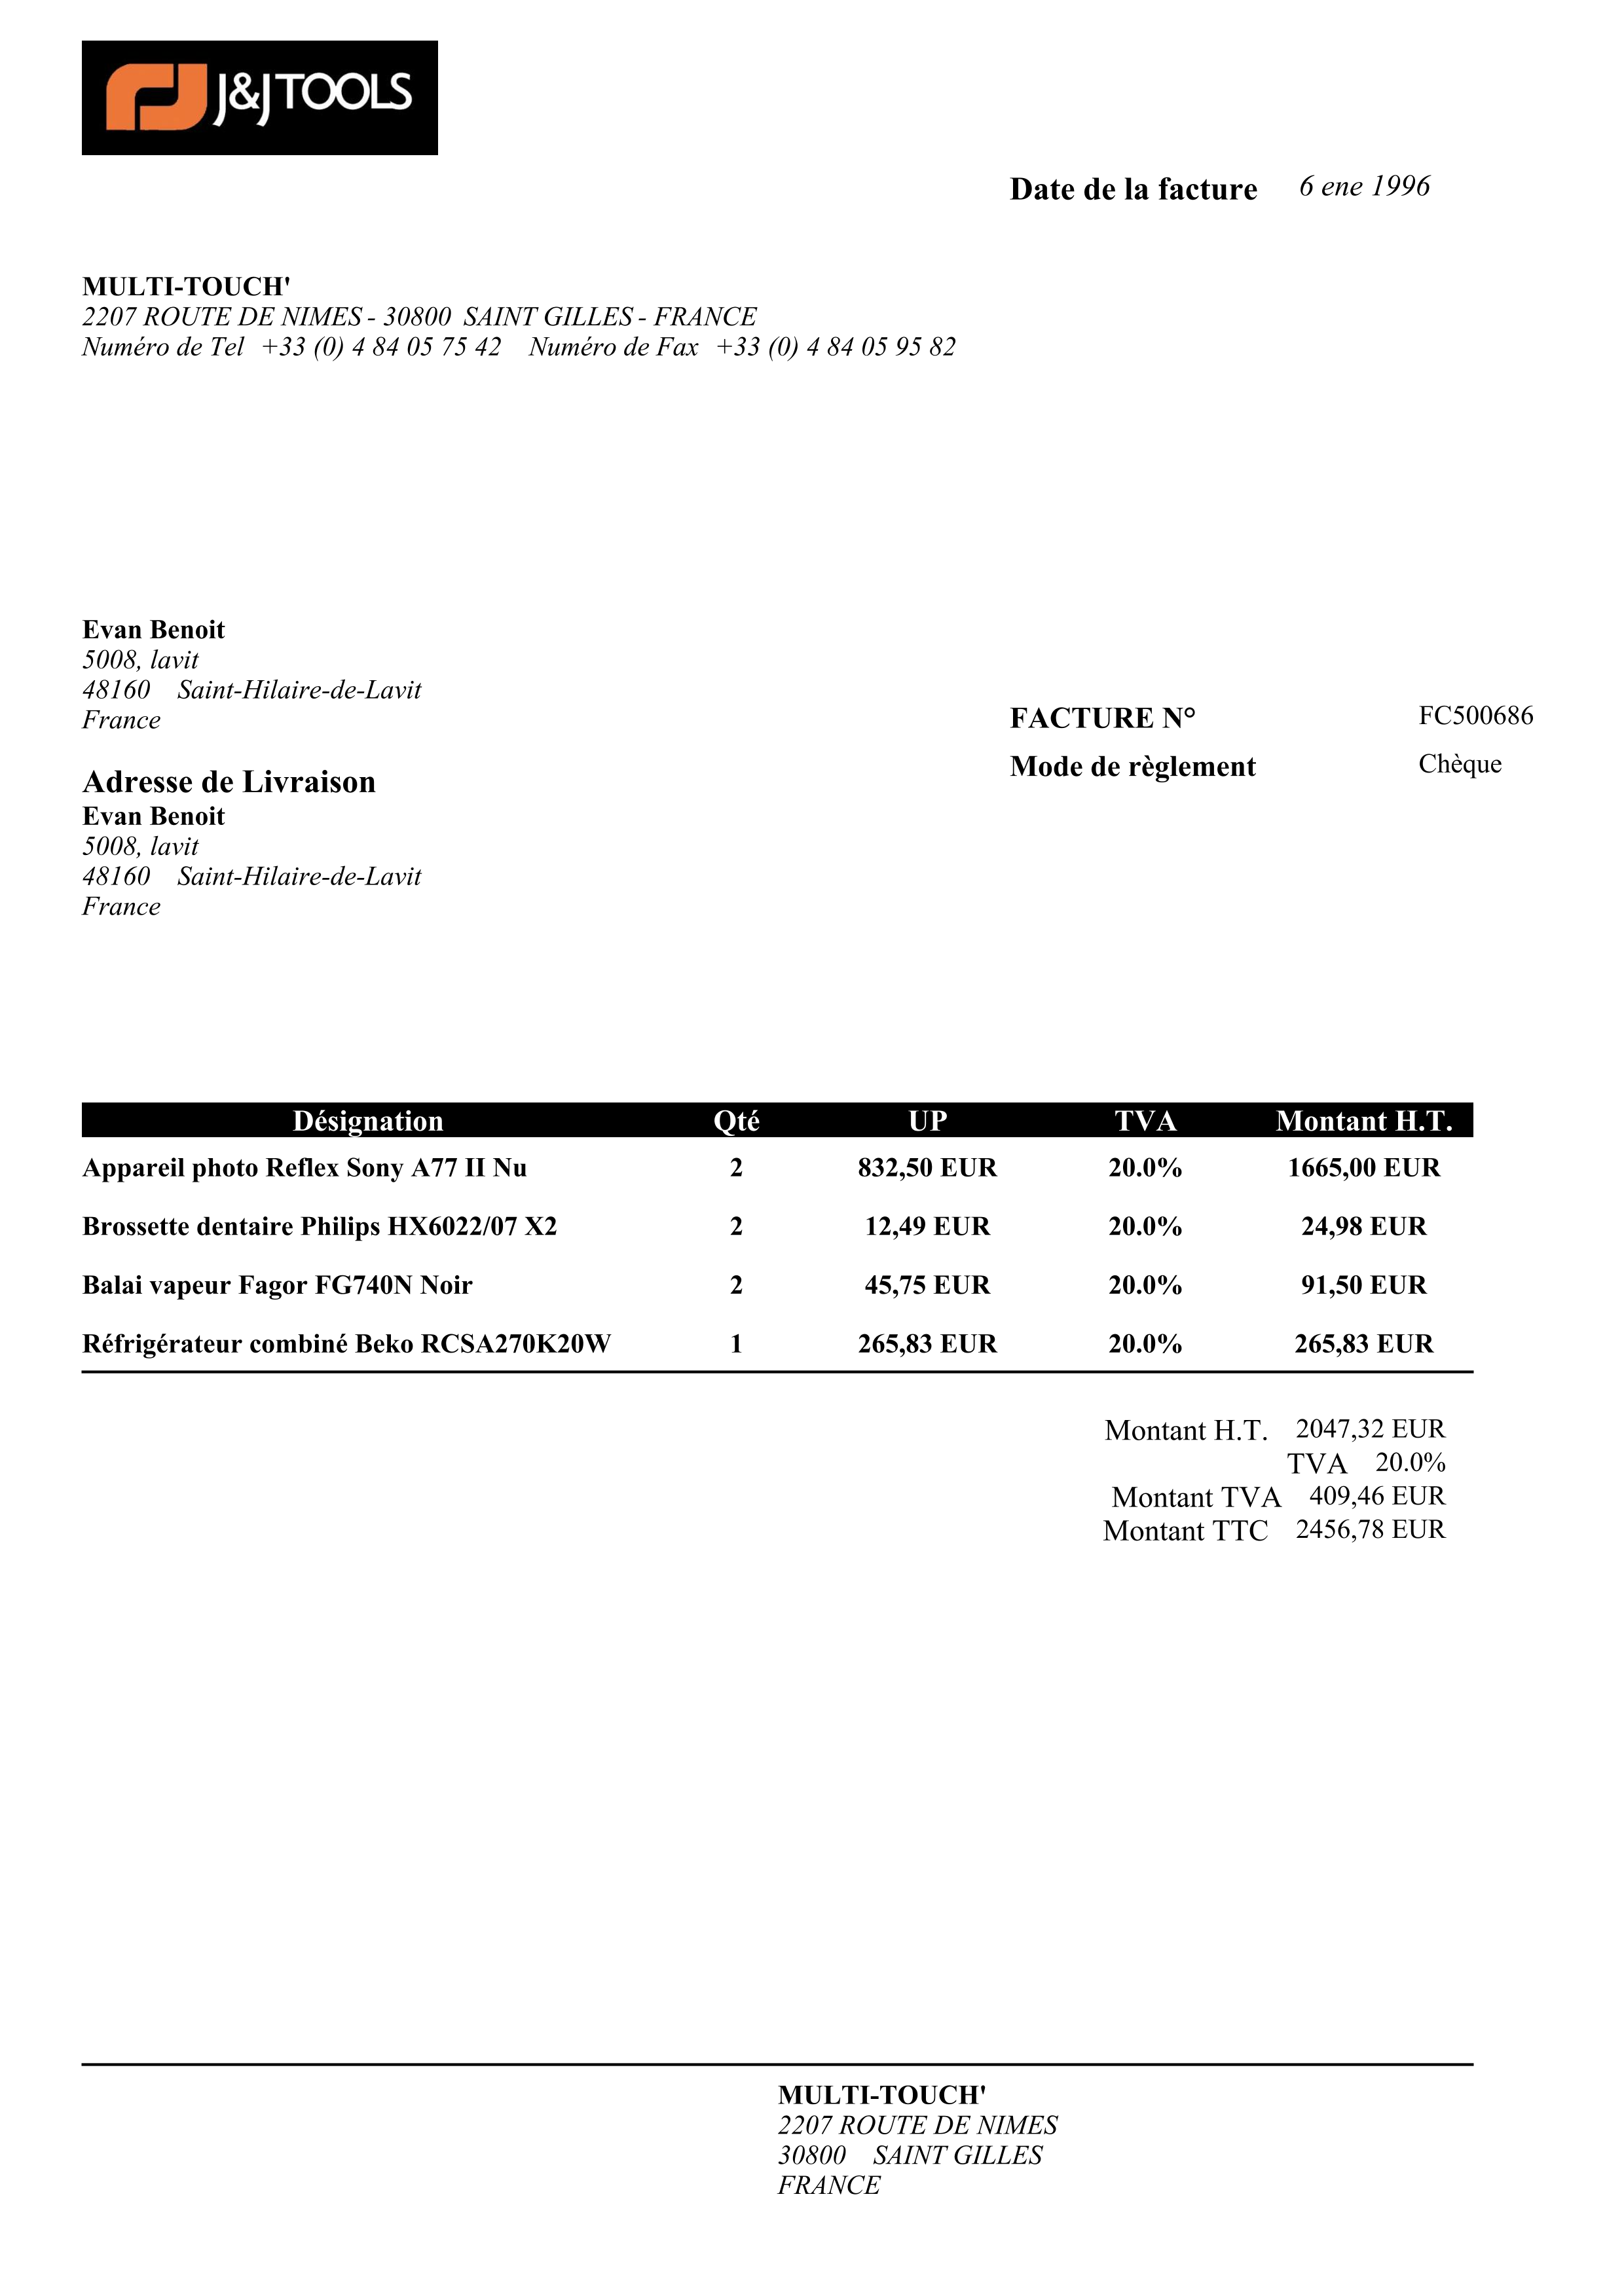 J&J TOOLS
Date de la facture 6 ene 1996
MULTI-TOUCH'
2207 ROUTE DE NIMES - 30800 SAINT GILLES - FRANCE
Numéro de Tel +33 (0) 4 84 05 75 42 Numéro de Fax +33 (0) 4 84 05 95 82
Evan Benoit
5008, lavit
48160 Saint-Hilaire-de-Lavit
France
FACTURE N° FC500686
Mode de règlement Chèque
Adresse de Livraison
Evan Benoit
5008, lavit
48160 Saint-Hilaire-de-Lavit
France
Désignation Qté UP TVA Montant H.T.
Appareil photo Reflex Sony A77 II Nu 2 832,50 EUR 20.0% 1665,00 EUR
Brossette dentaire Philips HX6022/07 X2 2 12,49 EUR 20.0% 24,98 EUR
Balai vapeur Fagor FG740N Noir 2 45,75 EUR 20.0% 91,50 EUR
Réfrigérateur combiné Beko RCSA270K20W 1 265,83 EUR 20.0% 265,83 EUR
Montant H.T. 2047,32 EUR
TVA 20.0%
Montant TVA 409,46 EUR
Montant TTC 2456,78 EUR
MULTI-TOUCH'
2207 ROUTE DE NIMES
30800 SAINT GILLES
FRANCE